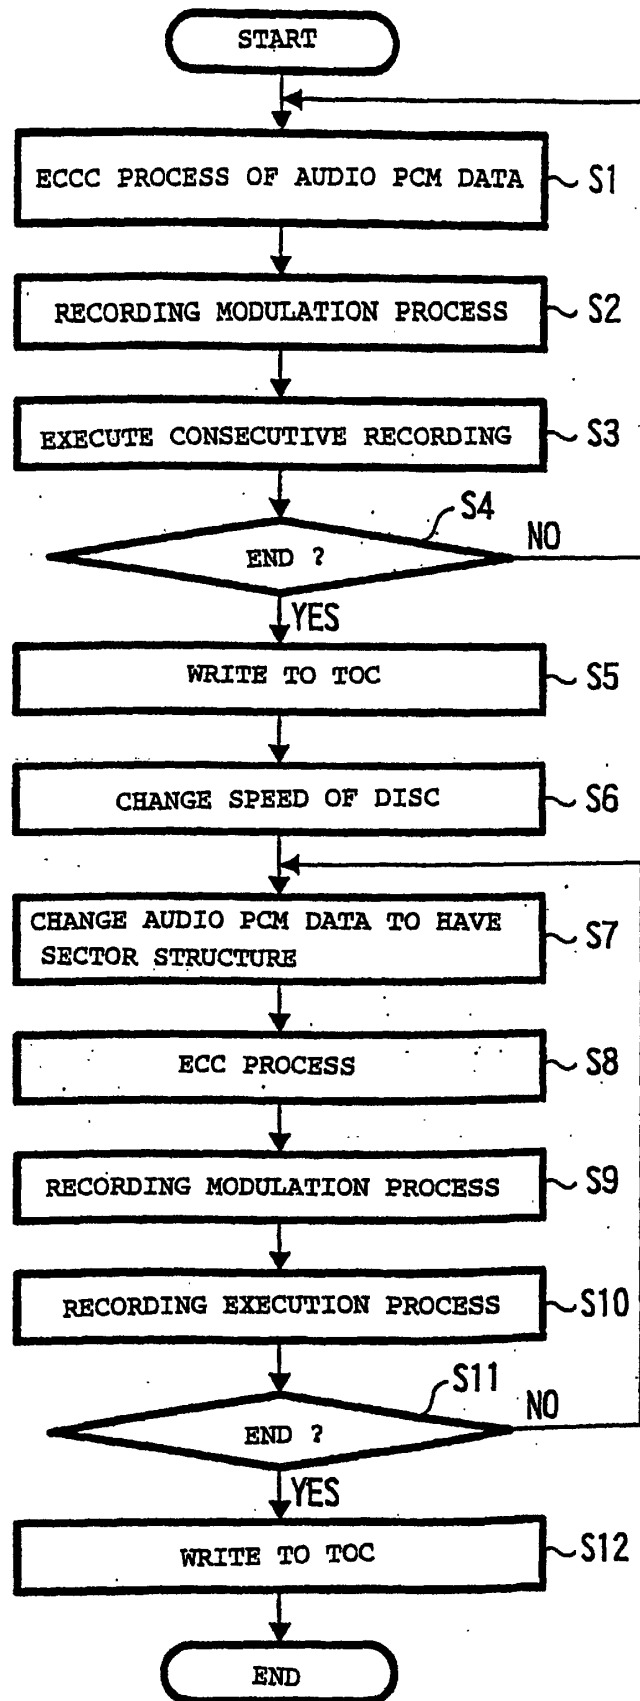 START
ECCC PROCESS OF AUDIO PCM DATA
S1
RECORDING MODULATION PROCESS
S2
EXECUTE CONSECUTIVE RECORDING
S3
S4
END ?
NO
YES
WRITE TO TOC
S5
CHANGE SPEED OF DISC
S6
CHANGE AUDIO PCM DATA TO HAVE
SECTOR STRUCTURE
S7
ECC PROCESS
S8
RECORDING MODULATION PROCESS
S9
RECORDING EXECUTION PROCESS
S10
S11
END ?
NO
YES
WRITE TO TOC
S12
END